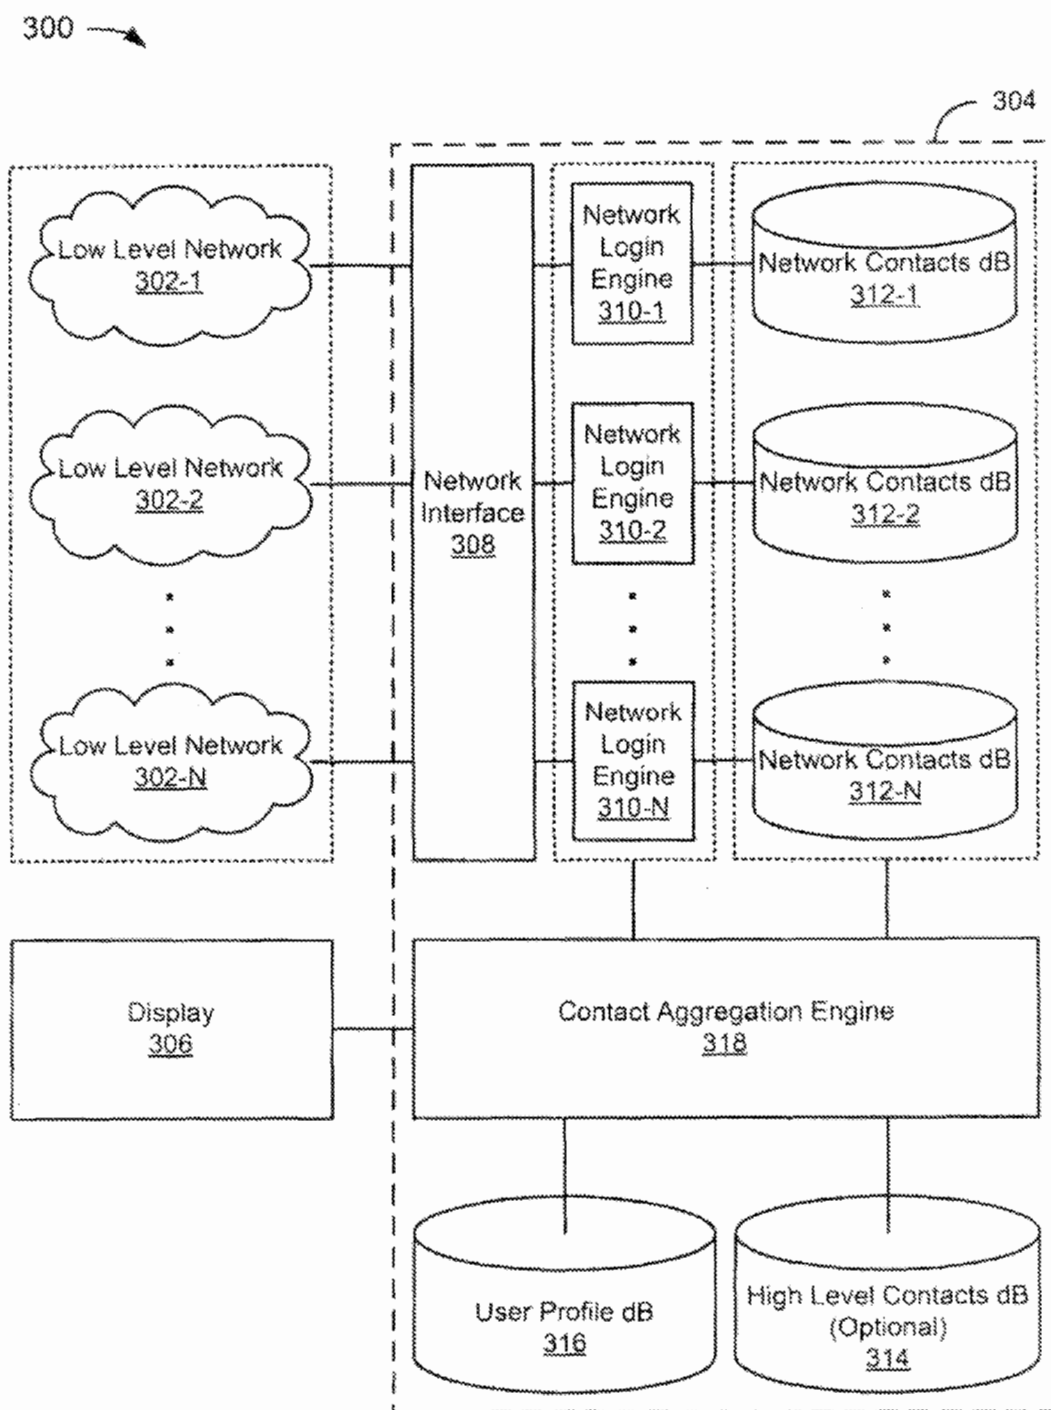 300
304
Low Level Network
302-1
Network
Login
Engine
310-1
Network Contacts dB
312-1
Low Level Network
302-2
Network
Interface
308
Network
Login
Engine
310-2
Network Contacts dB
312-2
Low Level Network
302-N
Network
Login
Engine
310-N
Network Contacts dB
312-N
Display
306
Contact Aggregation Engine
318
User Profile dB
316
High Level Contacts dB
(Optional)
314